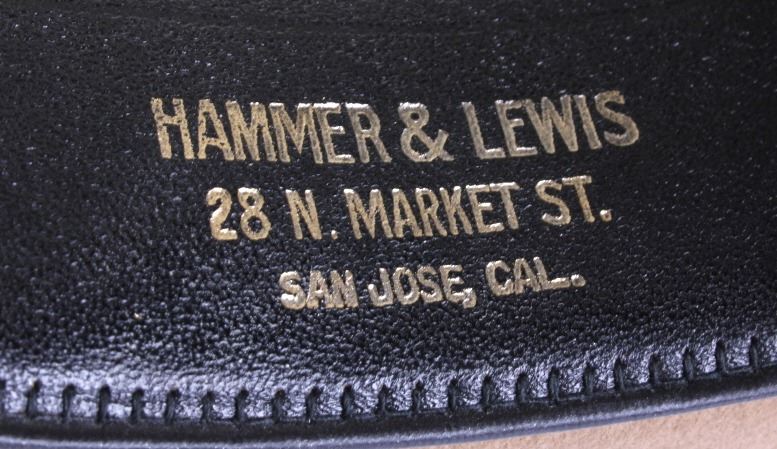 HAMMER & LEWIS
28 N. MARKET ST.
SAN JOSE, CAL.